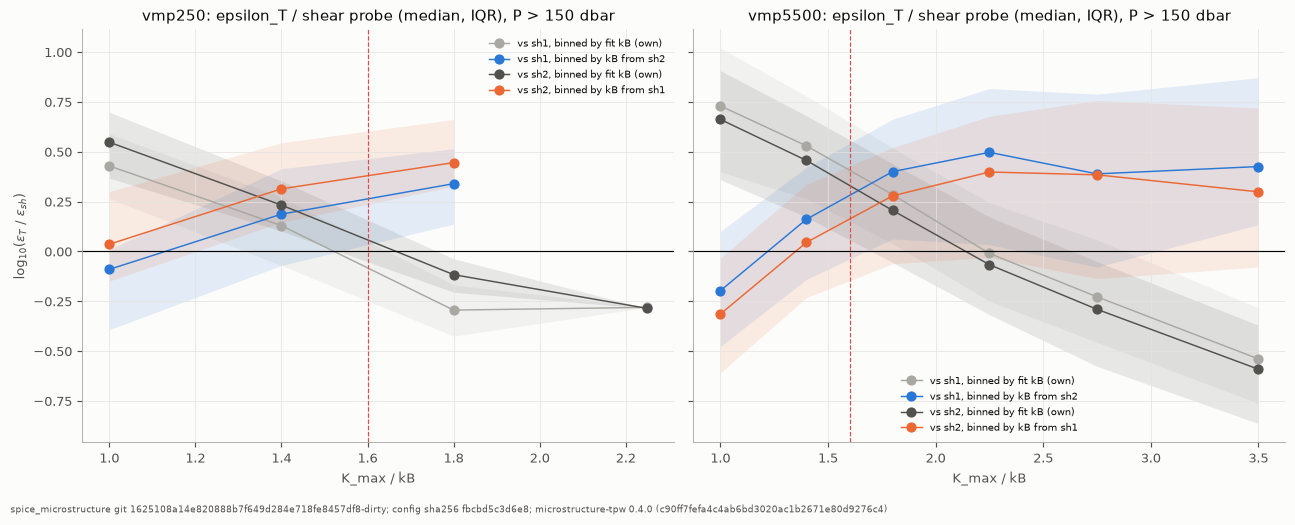 vmp250: epsilon_T / shear probe (median, IQR), P > 150 dbar
vs sh1, binned by fit kB (own)
vs sh1, binned by kB from sh2
vs sh2, binned by fit kB (own)
vs sh2, binned by kB from sh1
log10(εT / εsh)
1.00
0.75
0.50
0.25
0.00
−0.25
−0.50
−0.75
1.0 1.2 1.4 1.6 1.8 2.0 2.2
K_max / kB
vmp5500: epsilon_T / shear probe (median, IQR), P > 150 dbar
vs sh1, binned by fit kB (own)
vs sh1, binned by kB from sh2
vs sh2, binned by fit kB (own)
vs sh2, binned by kB from sh1
1.0 1.5 2.0 2.5 3.0 3.5
K_max / kB
spice_microstructure git 1625108a14e820888b7f649d284e718fe8457df8-dirty; config sha256 fbcbd5c3d6e8; microstructure-tpw 0.4.0 (c90ff7fefa4c4ab6bd3020ac1b2671e80d9276c4)